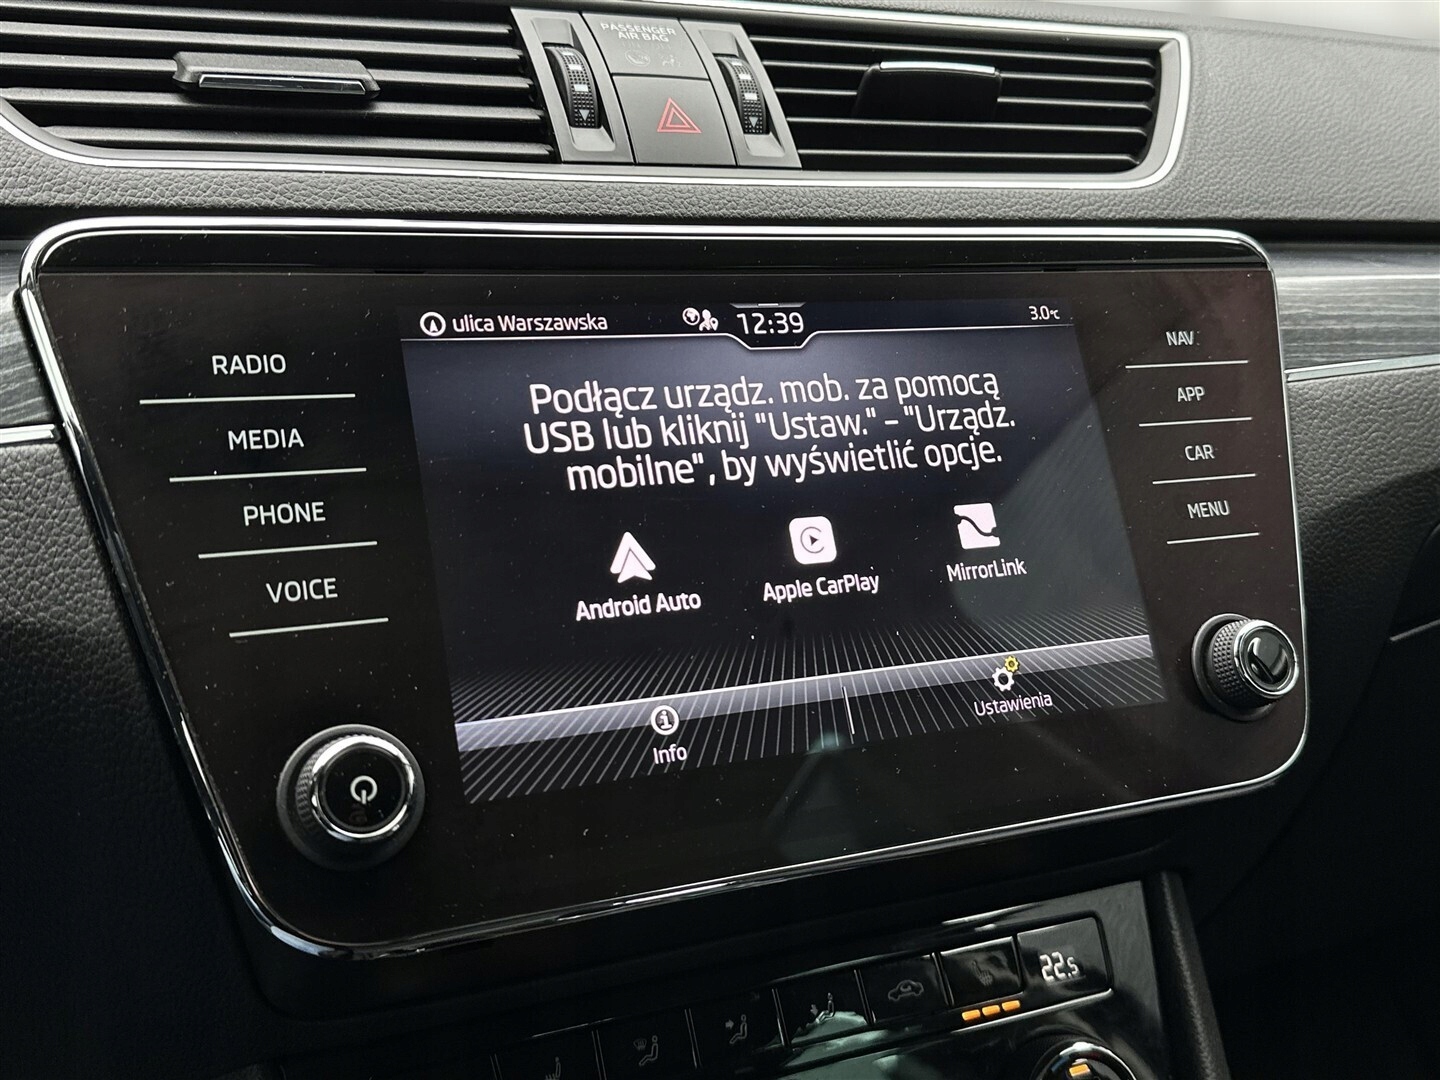 PASSENGER
AIR BAG
ulica Warszawska
12:39
3.0°C
RADIO
MEDIA
PHONE
VOICE
Podłącz urządz. mob. za pomocą
USB lub kliknij "Ustaw." - "Urządz.
mobilne", by wyświetlić opcje.
Android Auto
Apple CarPlay
MirrorLink
Info
Ustawienia
NAV
APP
CAR
MENU
22.5